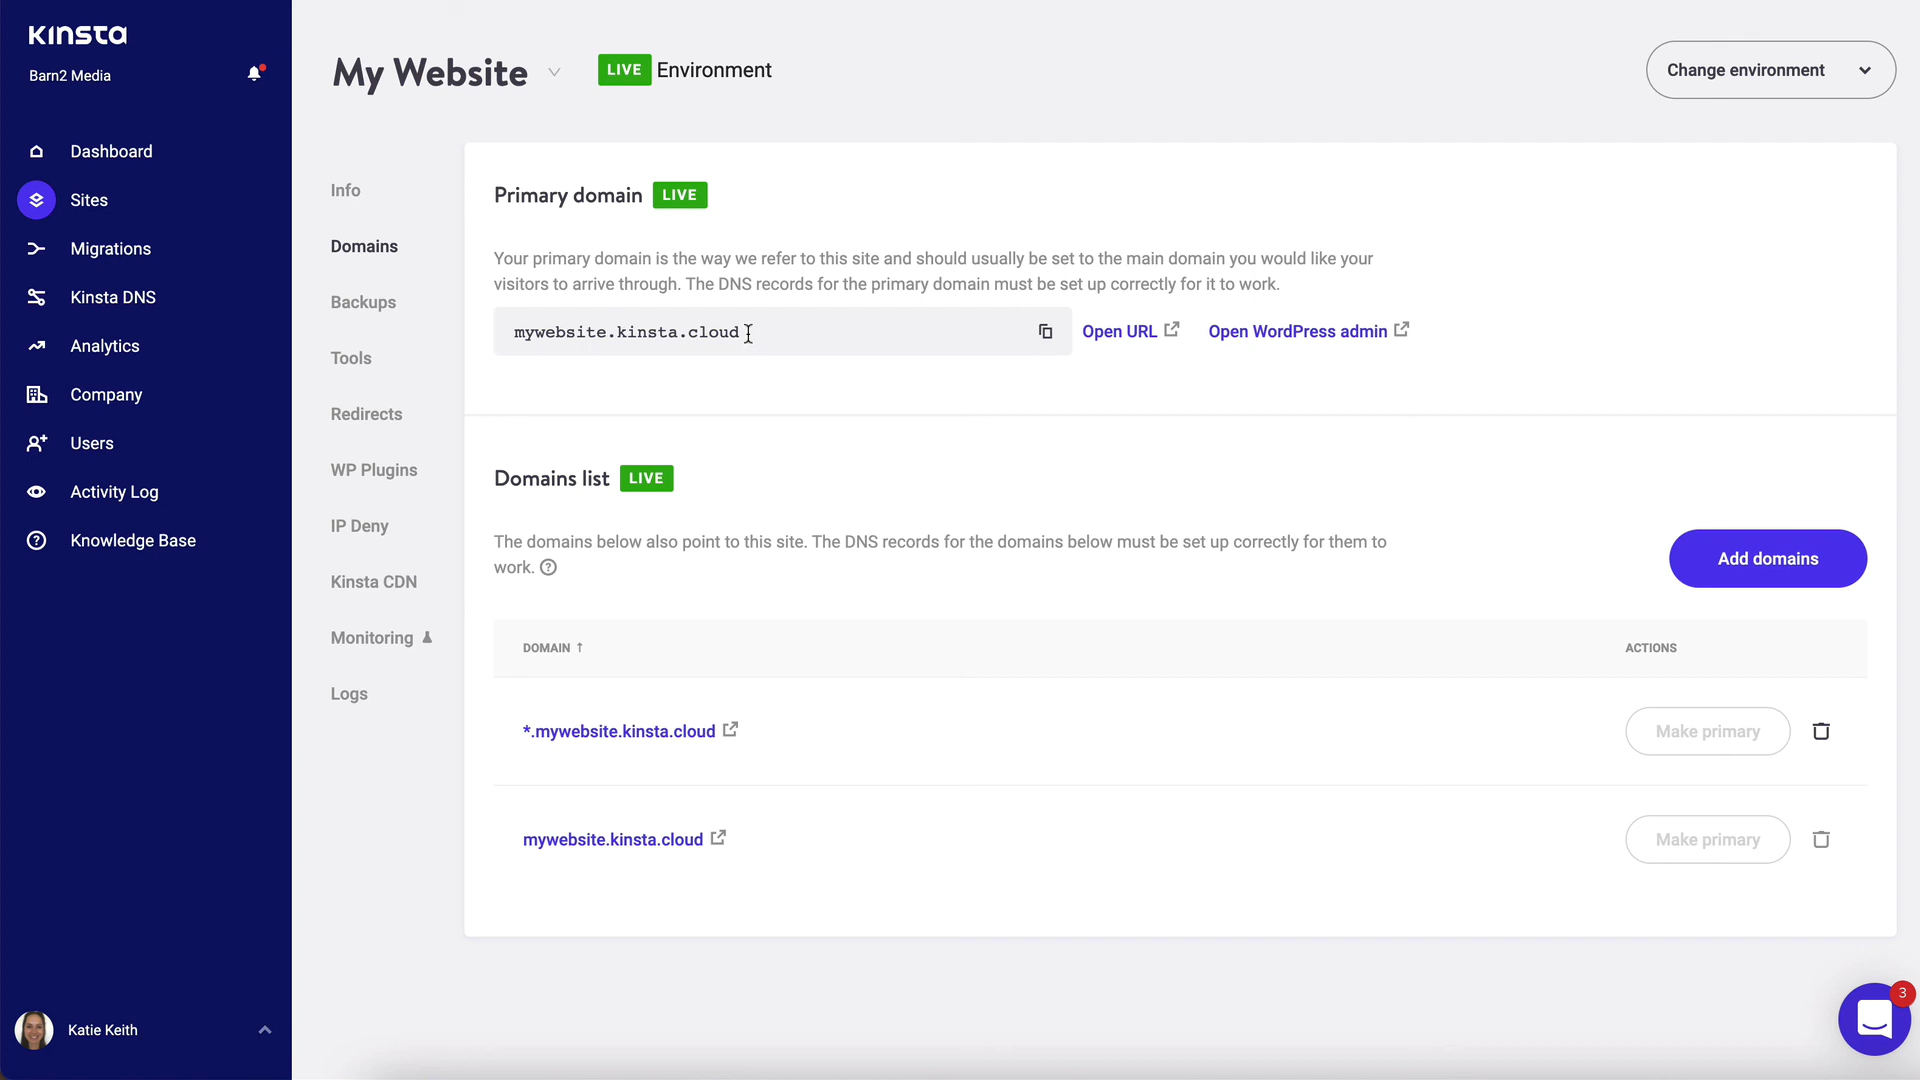 Kinsta
Barn2 Media
Dashboard
Sites
Migrations
Kinsta DNS
Analytics
Company
Users
Activity Log
Knowledge Base
Katie Keith
My Website
LIVE Environment
Change environment
Info
Domains
Backups
Tools
Redirects
WP Plugins
IP Deny
Kinsta CDN
Monitoring
Logs
Primary domain LIVE
Your primary domain is the way we refer to this site and should usually be set to the main domain you would like your
visitors to arrive through. The DNS records for the primary domain must be set up correctly for it to work.
mywebsite.kinsta.cloud
Open URL
Open WordPress admin
Domains list LIVE
The domains below also point to this site. The DNS records for the domains below must be set up correctly for them to
work. ?
Add domains
DOMAIN ↑
ACTIONS
*.mywebsite.kinsta.cloud
Make primary
mywebsite.kinsta.cloud
Make primary
3